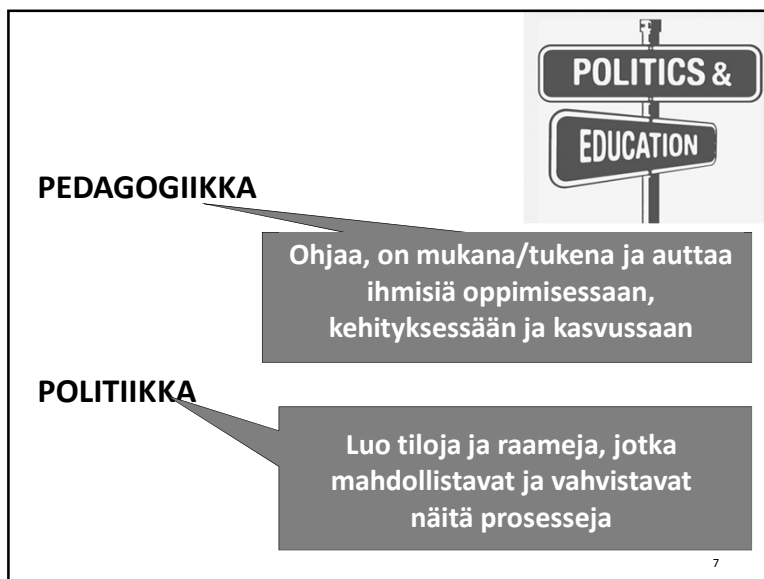 POLITICS &
EDUCATION
PEDAGOGIIKKA
Ohjaa, on mukana/tukena ja auttaa
ihmisiä oppimisessaan,
kehityksessään ja kasvussaan
POLITIIKKA
Luo tiloja ja raameja, jotka
mahdollistavat ja vahvistavat
näitä prosesseja
7